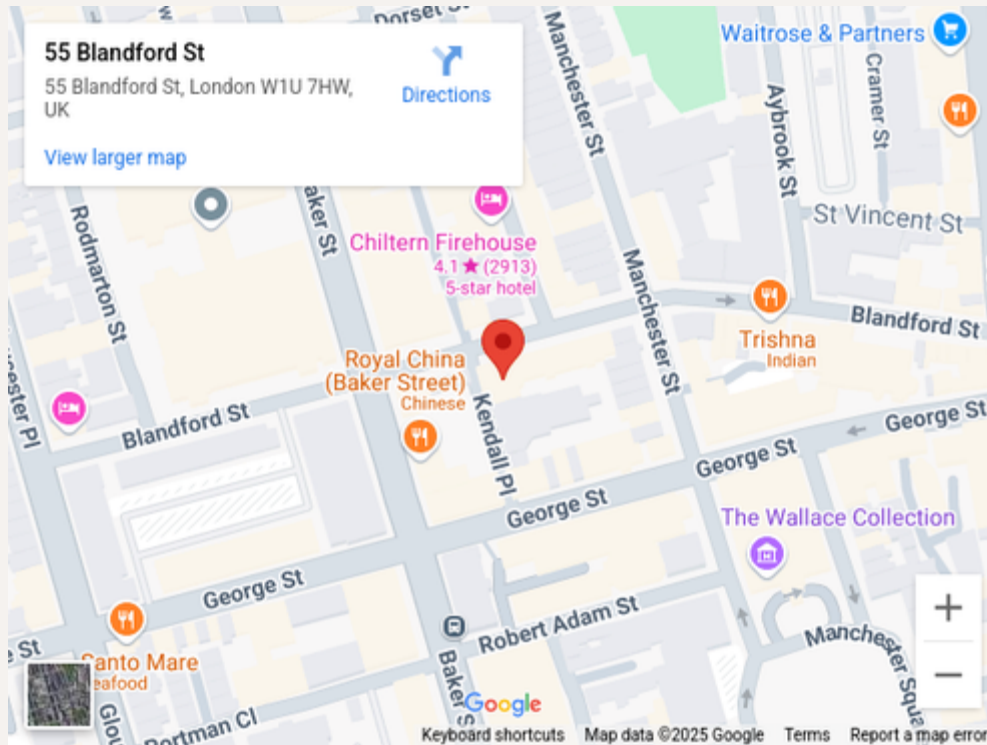 55 Blandford St
55 Blandford St, London W1U 7HW,
UK
Directions
View larger map
Dorset St
Manchester St
Waitrose & Partners
Cramer St
Aybrook St
St Vincent St
Rodmarton St
Baker St
Chiltern Firehouse
4.1★(2913)
5-star hotel
Manchester St
Blandford St
Trishna
Indian
Royal China
(Baker Street)
Chinese
Blandford St
Kendall Pl
George St
George St
George St
The Wallace Collection
George St
Robert Adam St
Santo Mare
eafood
Baker S
Portman Cl
Manchester Squa
Google
Keyboard shortcuts
Map data ©2025 Google
Terms
Report a map error